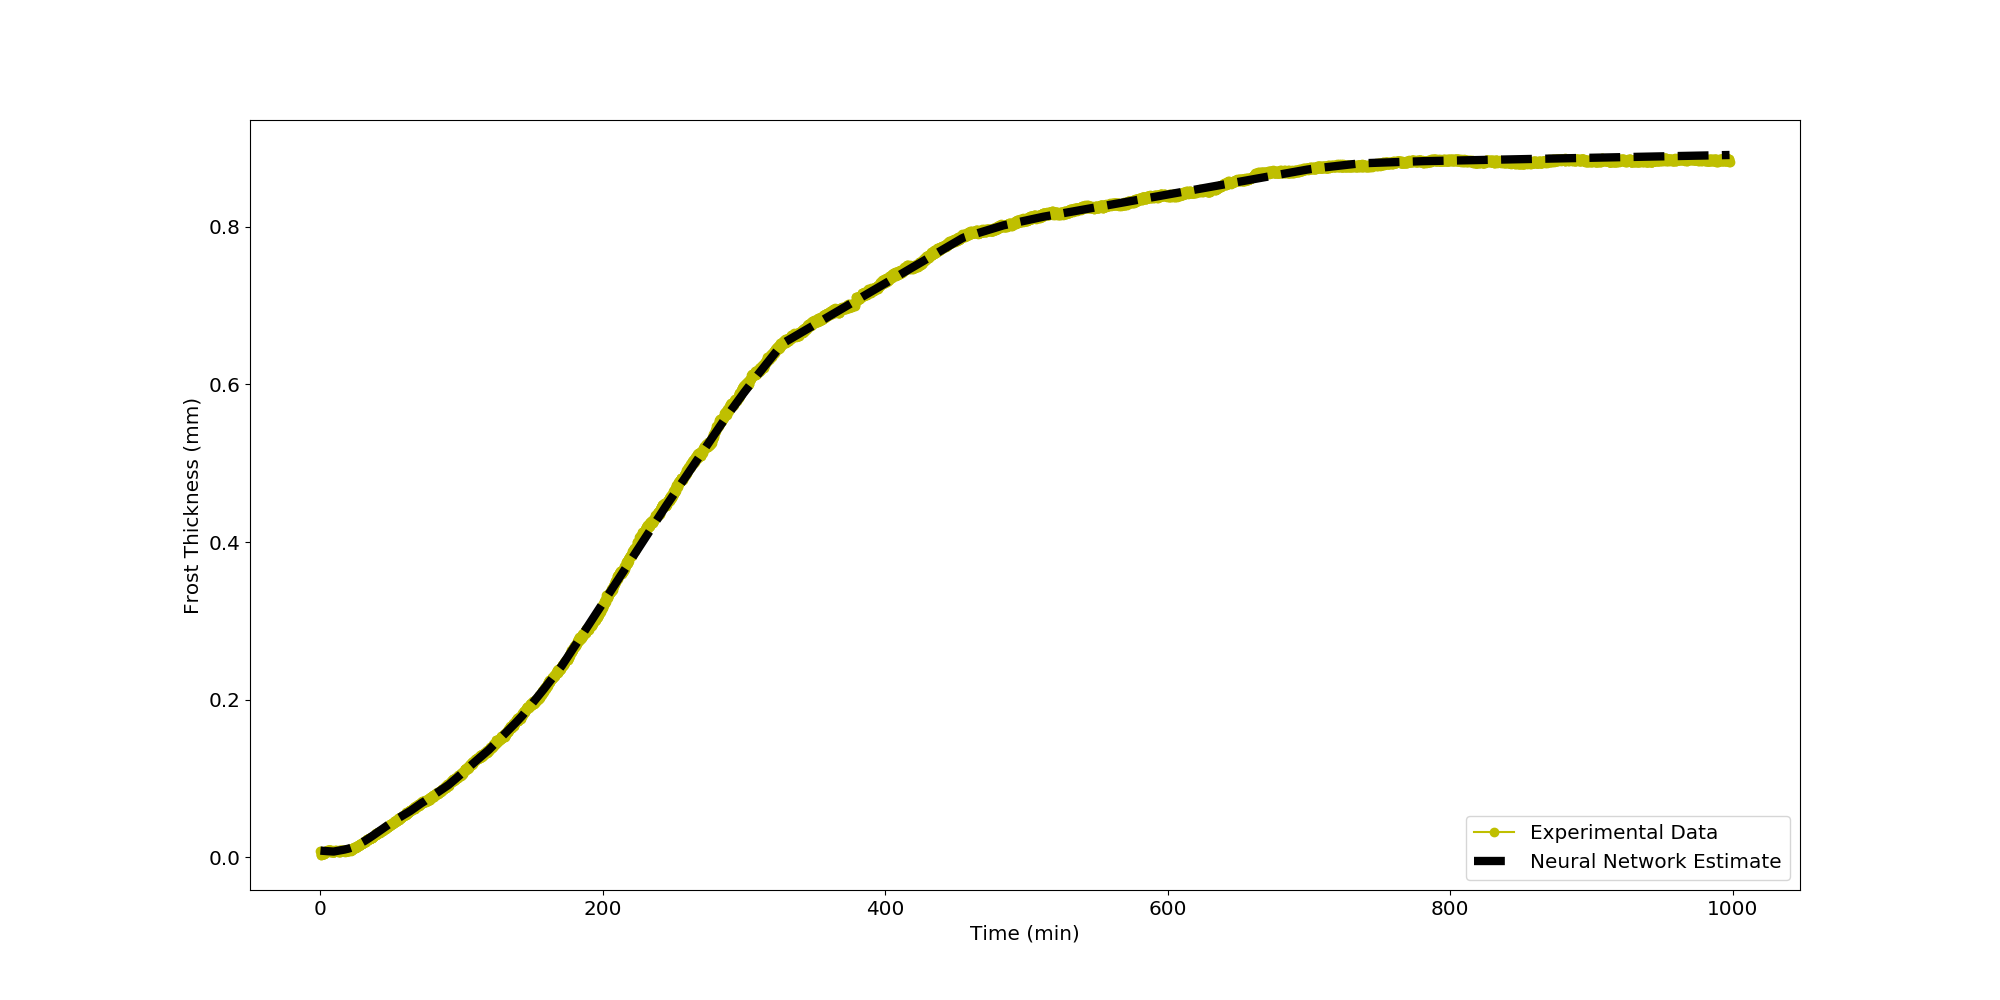 Frost Thickness (mm)
0.8
0.6
0.4
0.2
0.0
0 200 400 600 800 1000
Time (min)
Experimental Data
Neural Network Estimate